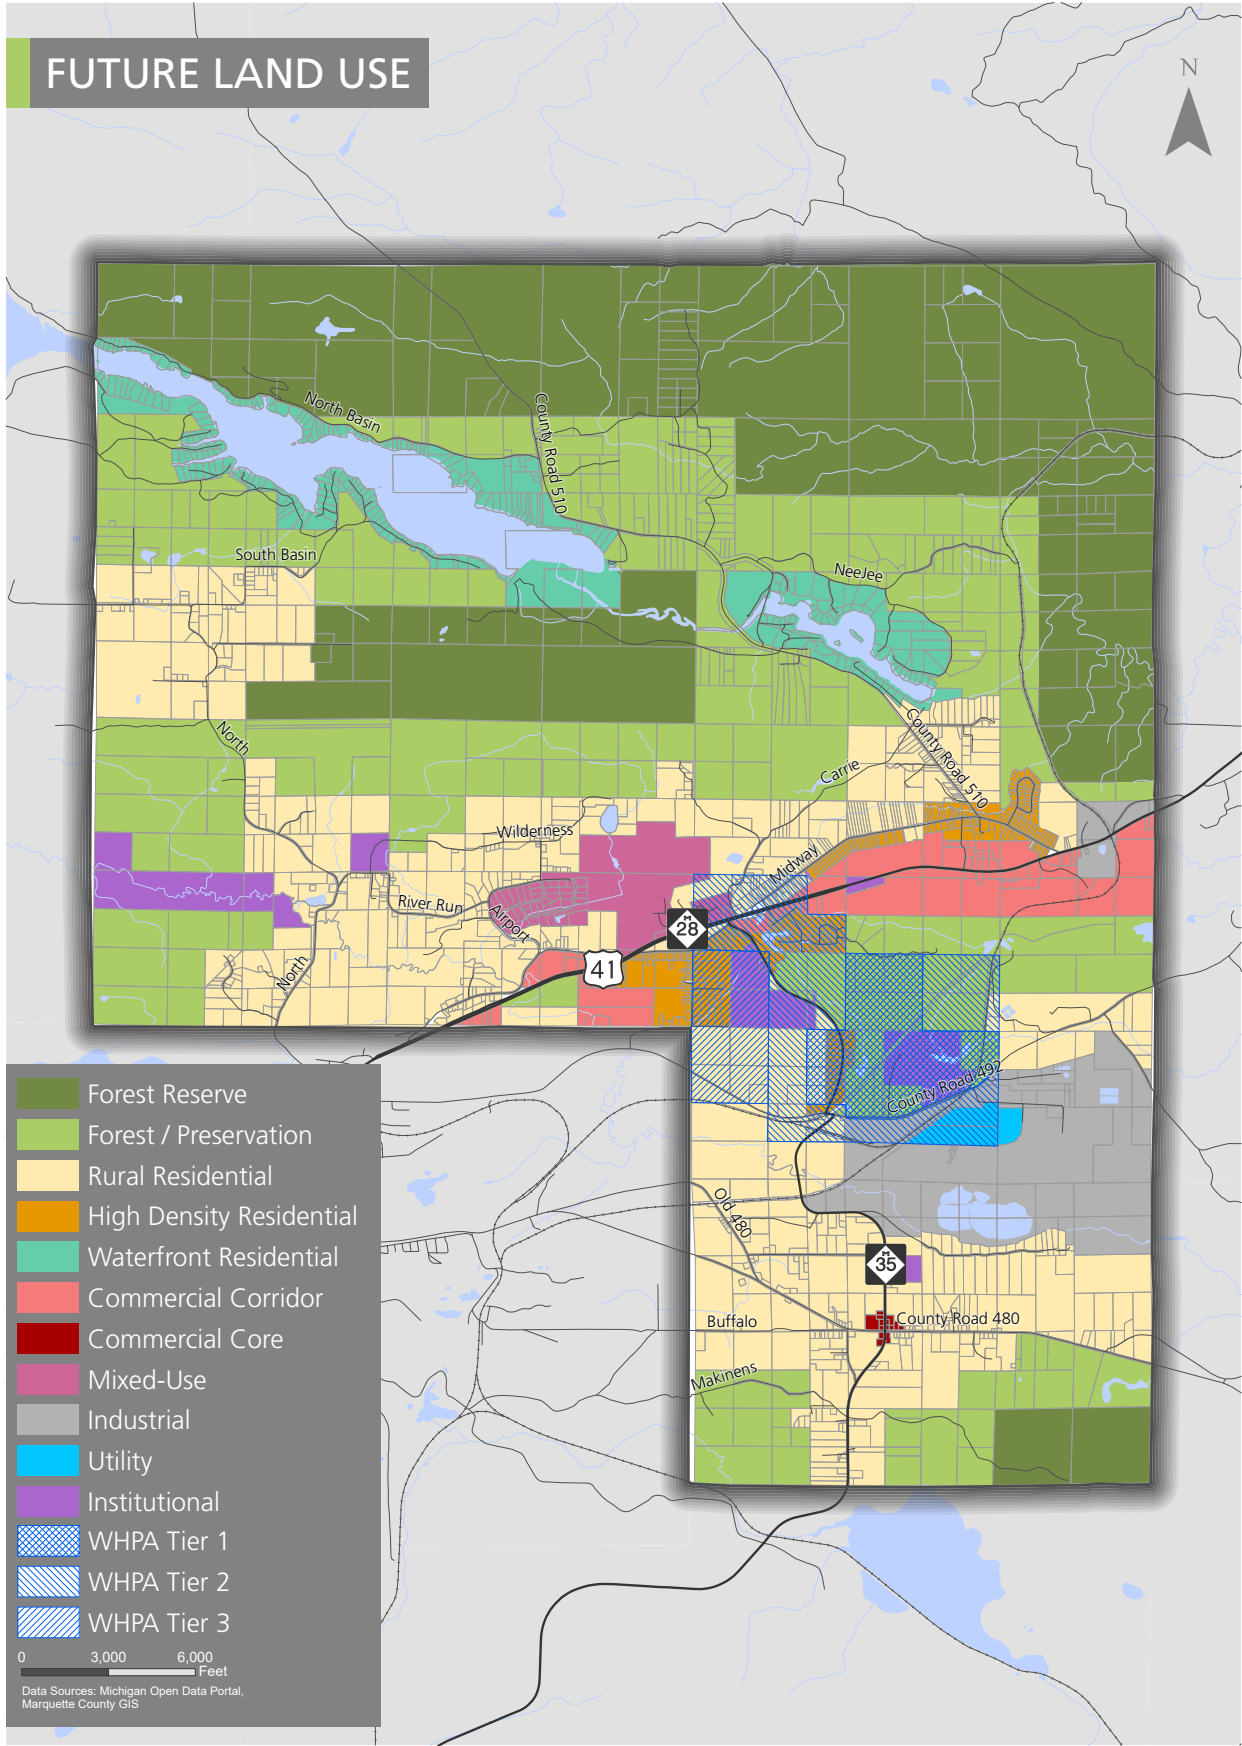 FUTURE LAND USE
N
North Basin
County Road 510
South Basin
NeeJee
North
County Road 510
Carrie
Wilderness
Midway
River Run
Airport
M
28
North
41
County Road 492
Old 480
M
35
Buffalo
County Road 480
Makinens
Forest Reserve
Forest / Preservation
Rural Residential
High Density Residential
Waterfront Residential
Commercial Corridor
Commercial Core
Mixed-Use
Industrial
Utility
Institutional
WHPA Tier 1
WHPA Tier 2
WHPA Tier 3
0 3,000 6,000
Feet
Data Sources: Michigan Open Data Portal,
Marquette County GIS